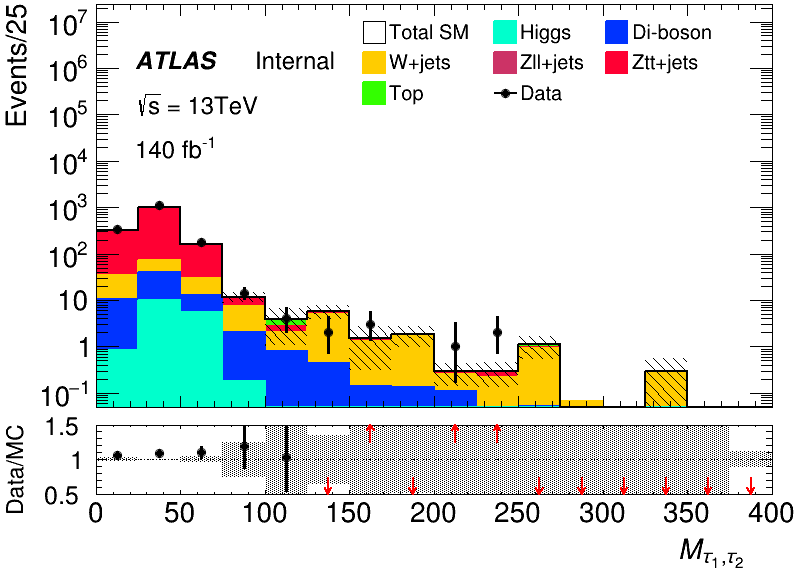 Events/25
10⁷
10⁶
10⁵
10⁴
10³
10²
10
1
10⁻¹
ATLAS Internal
√s = 13TeV
140 fb⁻¹
Total SM Higgs Di-boson
W+jets Zll+jets Ztt+jets
Top Data
Data/MC
1.5
1
0.5
0 50 100 150 200 250 300 350 400
M_{τ₁,τ₂}